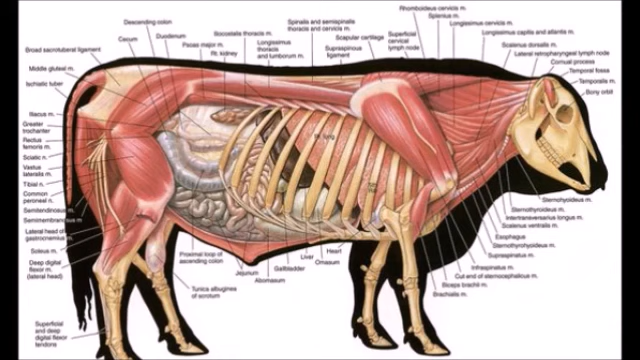 Rhomboideus cervicis m.
Splenius m.
Longissimus cervicis m.
Longissimus capitis and atlantis m.
Scalenus dorsalis m.
Lateral retropharyngeal lymph node
Cornual process
Temporal fossa
Temporalis m.
Bony orbit
Superficial
cervical
lymph node
Scapular cartilage
Supraspinous
ligament
Spinalis and semispinalis
thoracis et cervicis m.
Longissimus
thoracis
and lumborum m.
Iliocostalis thoracis m.
Rt. kidney
Psoas major m.
Duodenum
Descending colon
Cecum
Broad sacrotuberal ligament
Middle gluteal m.
Ischiatic tuber
Iliacus m.
Greater
trochanter
Rectus
femoris m.
Sciatic n.
Vastus
lateralis m.
Tibial n.
Common
peroneal n.
Semitendinosus m.
Semimembranosus m.
Lateral head of
gastrocnemius m.
Soleus m.
Deep digital
flexor m.
(lateral head)
Superficial
and deep
digital flexor
tendons
Tunica albuginea
of scrotum
Proximal loop of
ascending colon
Jejunum
Abomasum
Gallbladder
Liver
Omasum
Heart
Rt. lung
Brachialis m.
Biceps brachii m.
Cut end of sternocephalicus m.
Infraspinatus m.
Supraspinatus m.
Sternothyrohyoideus m.
Esophagus
Scalenus ventralis m.
Intertransversarius longus m.
Sternothyroideus m.
Sternohyoideus m.